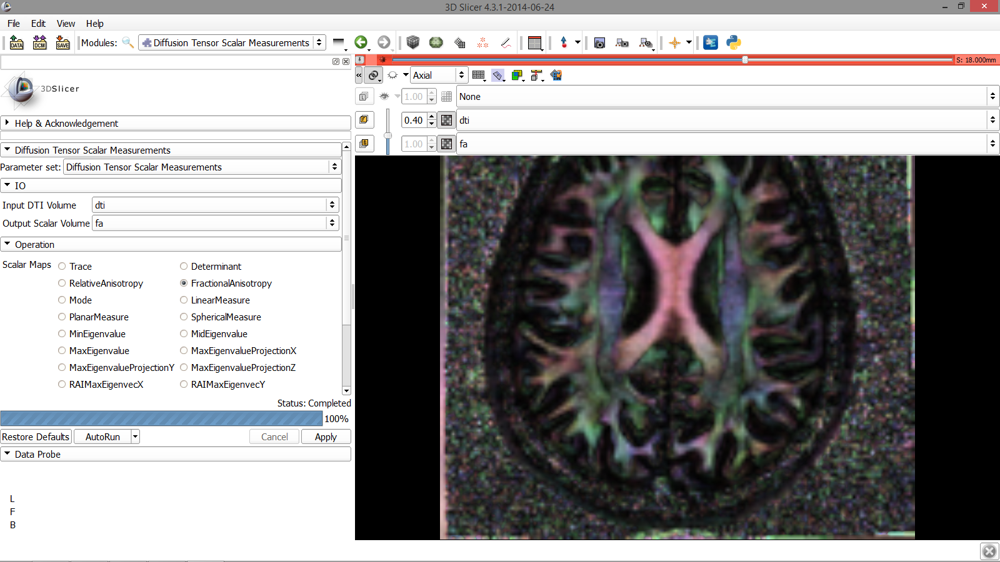 3D Slicer 4.3.1-2014-06-24
File Edit View Help
DATA DCM SAVE Modules: Diffusion Tensor Scalar Measurements
S: 18.000mm
3DSlicer
Help & Acknowledgement
Diffusion Tensor Scalar Measurements
Parameter set: Diffusion Tensor Scalar Measurements
IO
Input DTI Volume dti
Output Scalar Volume fa
Operation
Scalar Maps Trace Determinant
RelativeAnisotropy FractionalAnisotropy
Mode LinearMeasure
PlanarMeasure SphericalMeasure
MinEigenvalue MidEigenvalue
MaxEigenvalue MaxEigenvalueProjectionX
MaxEigenvalueProjectionY MaxEigenvalueProjectionZ
RAIMaxEigenvecX RAIMaxEigenvecY
Status: Completed
100%
Restore Defaults AutoRun Cancel Apply
Data Probe
L
F
B
Axial
L 1.00 None
F 0.40 dti
B 1.00 fa